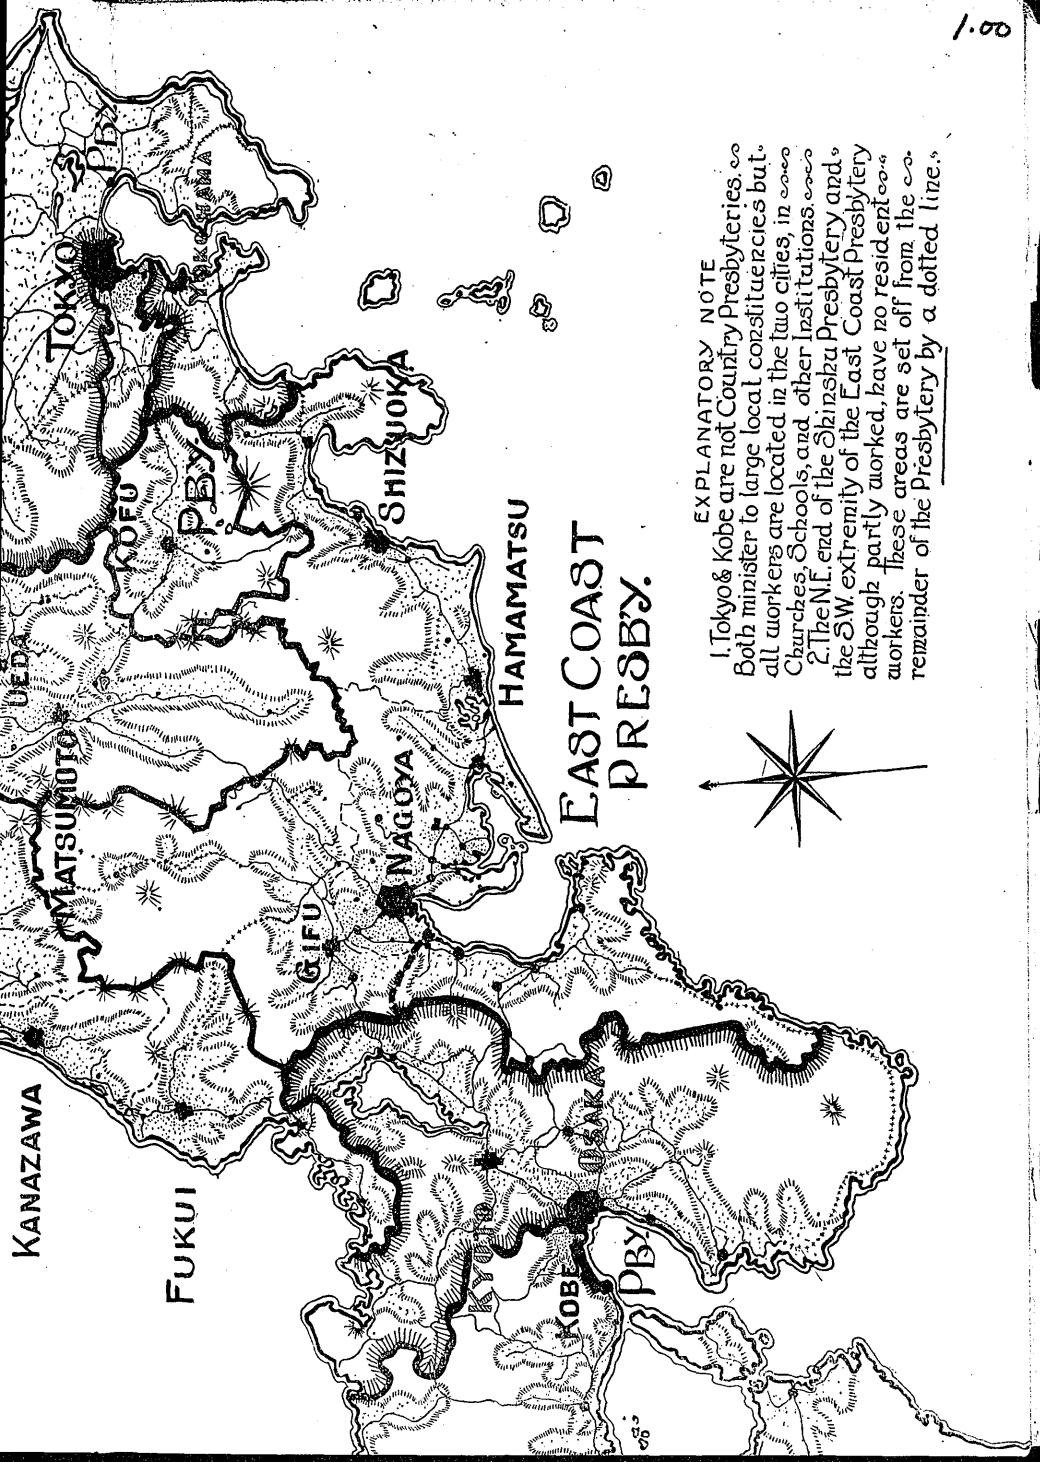 1.00
TOKYO
PBY.
YOKOHAMA
KOFU
PBY.
SHIZUOKA
UEDA
MATSUMOTO
HAMAMATSU
EAST COAST
PRESBY.
NAGOYA
GIFU
KANAZAWA
FUKUI
KYOTO
OSAKA
KOBE
PBY.
EXPLANATORY NOTE
1. Tokyo & Kobe are not Country Presbyteries.
Both minister to large local constituencies but
all workers are located in the two cities, in
Churches, Schools, and other Institutions.
2. The N.E. end of the Shinshu Presbytery and
the S.W. extremity of the East Coast Presbytery
although partly worked, have no resident
workers. These areas are set off from the
remainder of the Presbytery by a dotted line.